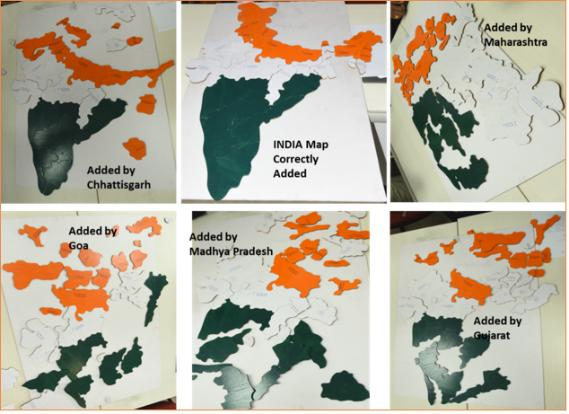 Added by
Chhattisgarh
INDIA Map
Correctly
Added
Added by
Maharashtra
Added by
Goa
Added by
Madhya Pradesh
Added by
Gujarat